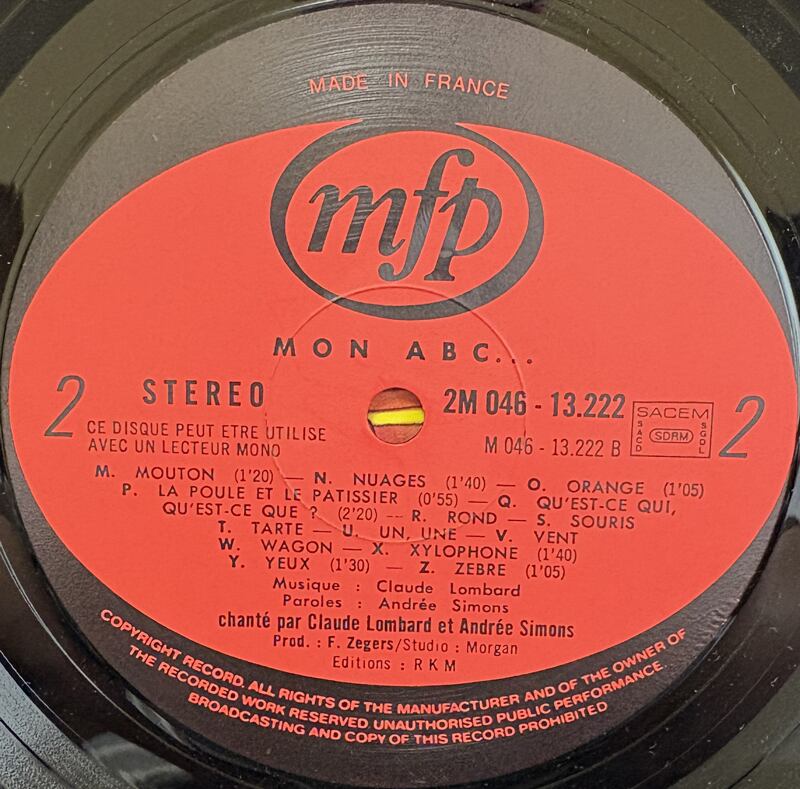 MADE IN FRANCE
mfp
MON ABC...
2
STEREO
2M 046 - 13.222
SACEM
SACD
SDRM
SGDL
2
CE DISQUE PEUT ETRE UTILISE
AVEC UN LECTEUR MONO
M 046 - 13.222 B
M. MOUTON (1'20) — N. NUAGES (1'40) — O. ORANGE (1'05)
P. LA POULE ET LE PATISSIER (0'55) — Q. QU'EST-CE QUI,
QU'EST-CE QUE ? (2'20) — R. ROND — S. SOURIS
T. TARTE — U. UN, UNE — V. VENT
W. WAGON — X. XYLOPHONE (1'40)
Y. YEUX (1'30) — Z. ZEBRE (1'05)
Musique : Claude Lombard
Paroles : Andrée Simons
chanté par Claude Lombard et Andrée Simons
Prod. : F. Zegers/Studio : Morgan
Editions : RKM
COPYRIGHT RECORD, ALL RIGHTS OF THE MANUFACTURER AND OF THE OWNER OF
THE RECORDED WORK RESERVED UNAUTHORISED PUBLIC PERFORMANCE
BROADCASTING AND COPY OF THIS RECORD PROHIBITED